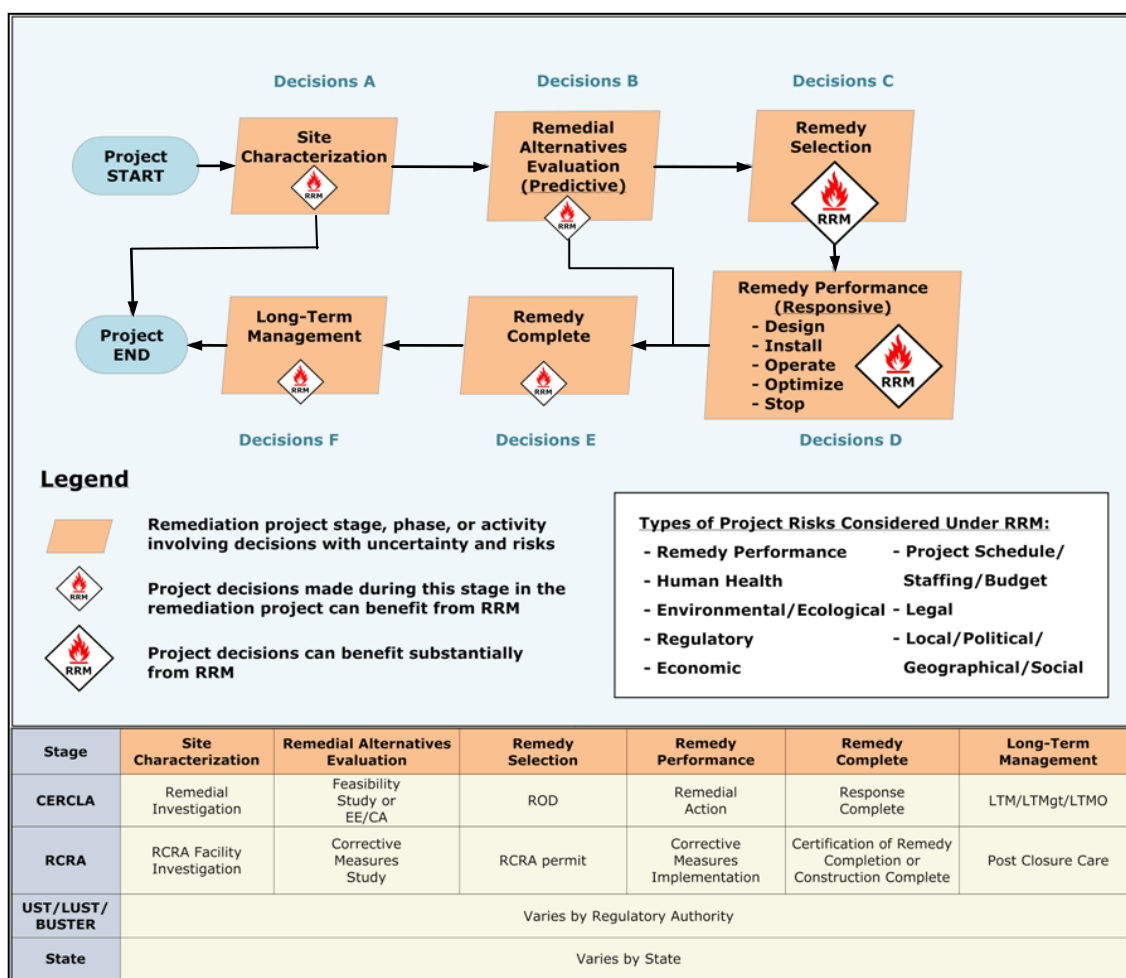 Decisions A
Decisions B
Decisions C
Project
START
Site
Characterization
RRM
Remedial
Alternatives
Evaluation
(Predictive)
RRM
Remedy
Selection
RRM
Project
END
Long-Term
Management
RRM
Remedy
Complete
RRM
Remedy Performance
(Responsive)
- Design
- Install
- Operate
- Optimize
- Stop
RRM
Decisions F
Decisions E
Decisions D
Legend
Remediation project stage, phase, or activity
involving decisions with uncertainty and risks
RRM
Project decisions made during this stage in the
remediation project can benefit from RRM
RRM
Project decisions can benefit substantially
from RRM
Types of Project Risks Considered Under RRM:
- Remedy Performance
- Human Health
- Environmental/Ecological
- Regulatory
- Economic
- Project Schedule/
Staffing/Budget
- Legal
- Local/Political/
Geographical/Social
Stage
Site
Characterization
Remedial Alternatives
Evaluation
Remedy
Selection
Remedy
Performance
Remedy
Complete
Long-Term
Management
CERCLA
Remedial
Investigation
Feasibility
Study or
EE/CA
ROD
Remedial
Action
Response
Complete
LTM/LTMgt/LTMO
RCRA
RCRA Facility
Investigation
Corrective
Measures
Study
RCRA permit
Corrective
Measures
Implementation
Certification of Remedy
Completion or
Construction Complete
Post Closure Care
UST/LUST/
BUSTER
Varies by Regulatory Authority
State
Varies by State